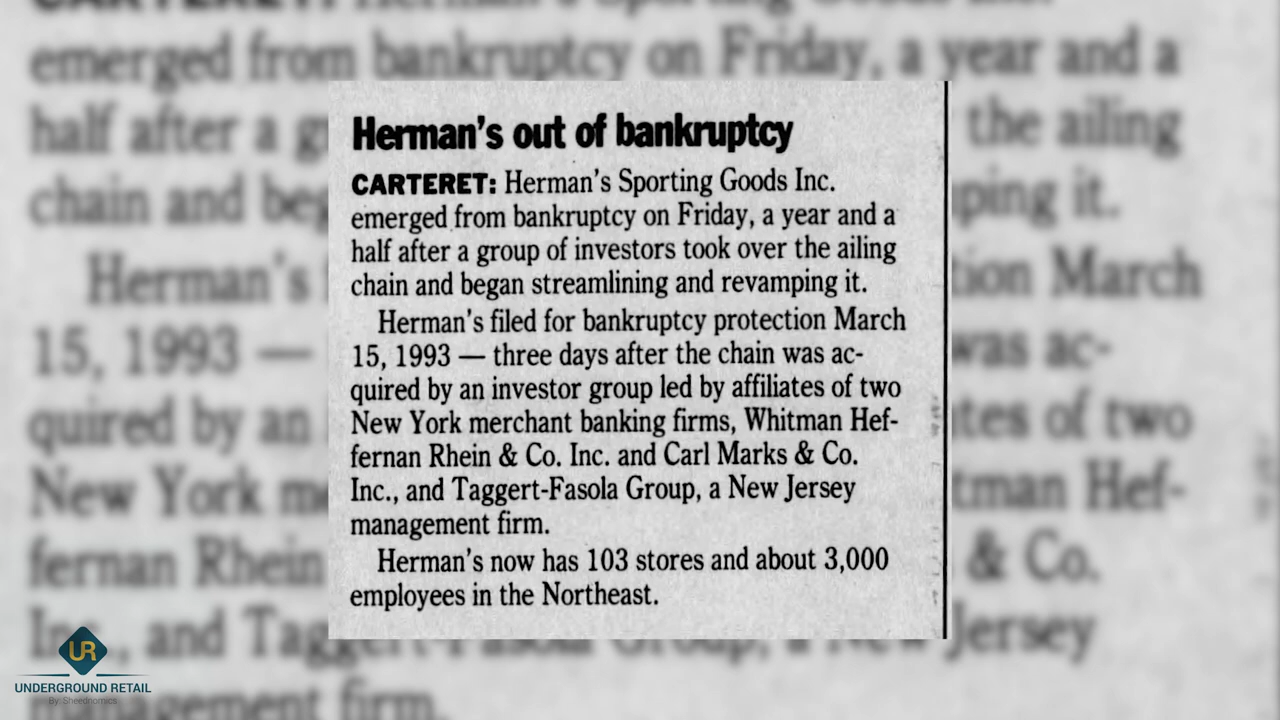 Herman's out of bankruptcy
CARTERET: Herman's Sporting Goods Inc.
emerged from bankruptcy on Friday, a year and a
half after a group of investors took over the ailing
chain and began streamlining and revamping it.
Herman's filed for bankruptcy protection March
15, 1993 — three days after the chain was ac-
quired by an investor group led by affiliates of two
New York merchant banking firms, Whitman Hef-
fernan Rhein & Co. Inc. and Carl Marks & Co.
Inc., and Taggert-Fasola Group, a New Jersey
management firm.
Herman's now has 103 stores and about 3,000
employees in the Northeast.
UR
UNDERGROUND RETAIL
By: Sheednomics